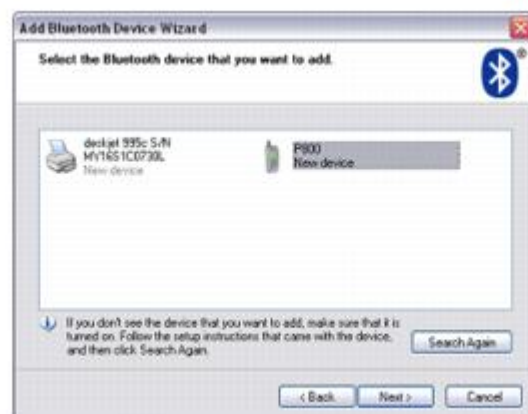 Add Bluetooth Device Wizard
Select the Bluetooth device that you want to add.
®
deskjet 995c S/N
MY16S1C0730L
New device
P800
New device
If you don't see the device that you want to add, make sure that it is
turned on. Follow the setup instructions that came with the device,
and then click Search Again.
Search Again
< Back
Next >
Cancel